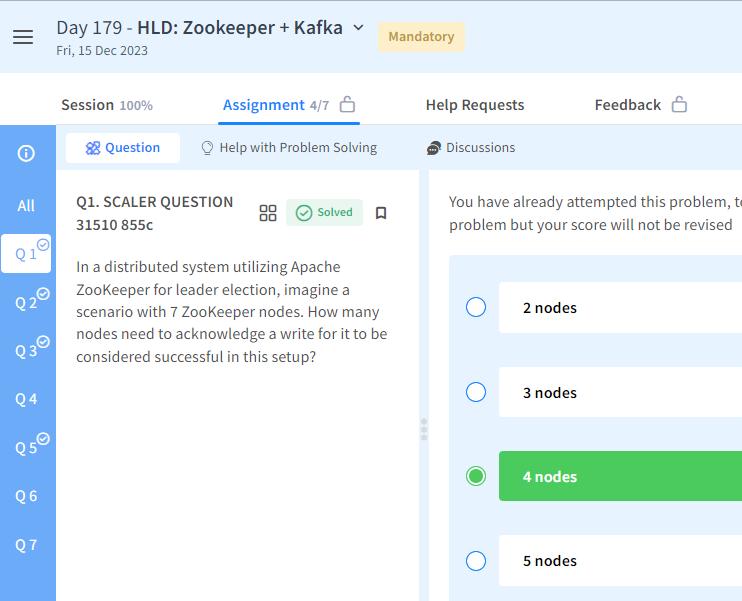 Day 179 - HLD: Zookeeper + Kafka
Mandatory
Fri, 15 Dec 2023
Session 100%
Assignment 4/7
Help Requests
Feedback
Question
Help with Problem Solving
Discussions
All
Q 1
Q 2
Q 3
Q 4
Q 5
Q 6
Q 7
Q1. SCALER QUESTION
31510 855c
Solved
In a distributed system utilizing Apache
ZooKeeper for leader election, imagine a
scenario with 7 ZooKeeper nodes. How many
nodes need to acknowledge a write for it to be
considered successful in this setup?
You have already attempted this problem,
problem but your score will not be revised
2 nodes
3 nodes
4 nodes
5 nodes